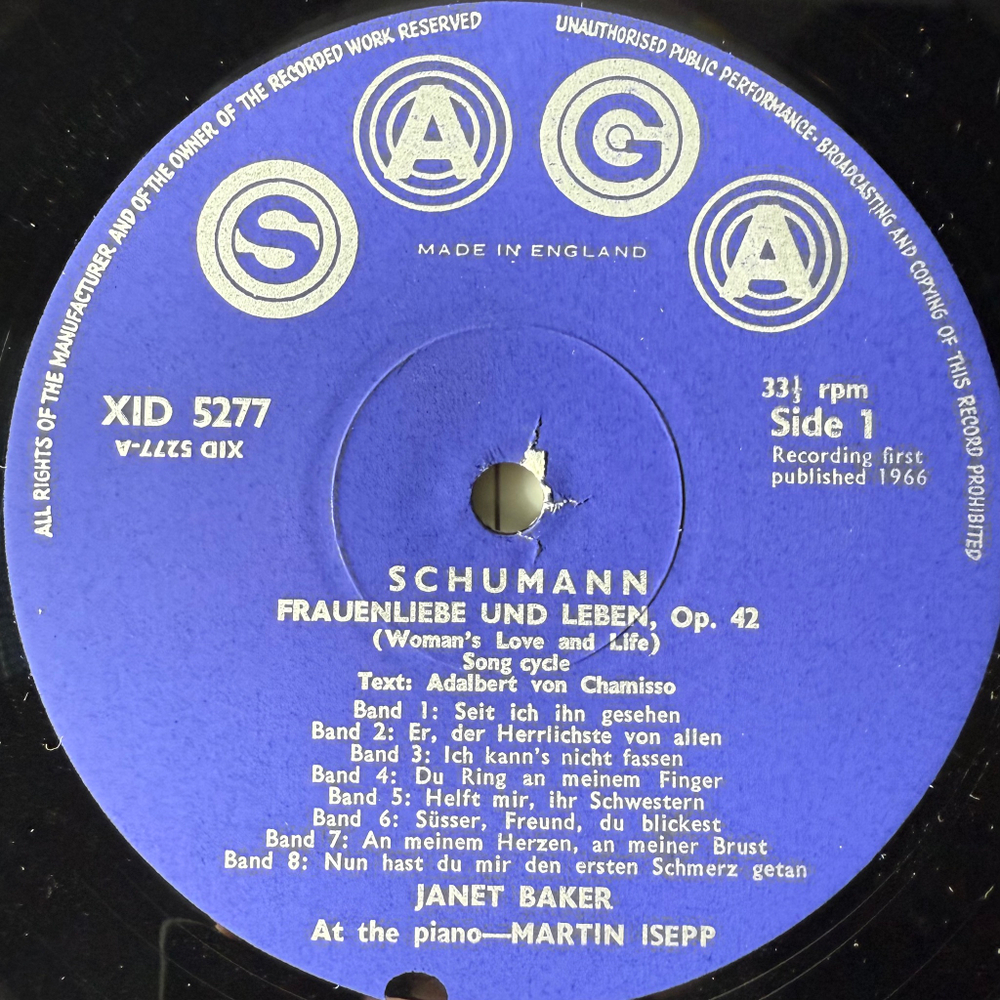 ALL RIGHTS OF THE MANUFACTURER AND OF THE OWNER OF THE RECORDED WORK RESERVED
UNAUTHORISED PUBLIC PERFORMANCE · BROADCASTING AND COPYING OF THIS RECORD PROHIBITED
SAGA
MADE IN ENGLAND
XID 5277
XID 5277-A
33⅓ rpm
Side 1
Recording first
published 1966
SCHUMANN
FRAUENLIEBE UND LEBEN, Op. 42
(Woman's Love and Life)
Song cycle
Text: Adalbert von Chamisso
Band 1: Seit ich ihn gesehen
Band 2: Er, der Herrlichste von allen
Band 3: Ich kann's nicht fassen
Band 4: Du Ring an meinem Finger
Band 5: Helft mir, ihr Schwestern
Band 6: Süsser, Freund, du blickest
Band 7: An meinem Herzen, an meiner Brust
Band 8: Nun hast du mir den ersten Schmerz getan
JANET BAKER
At the piano—MARTIN ISEPP